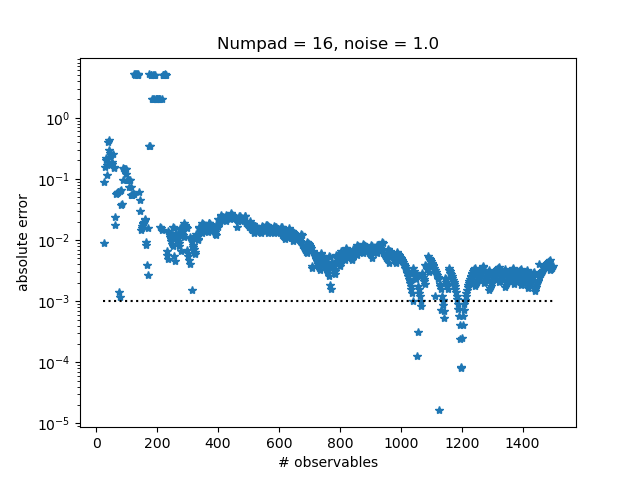 Numpad = 16, noise = 1.0
absolute error
10⁰
10⁻¹
10⁻²
10⁻³
10⁻⁴
10⁻⁵
0 200 400 600 800 1000 1200 1400
# observables